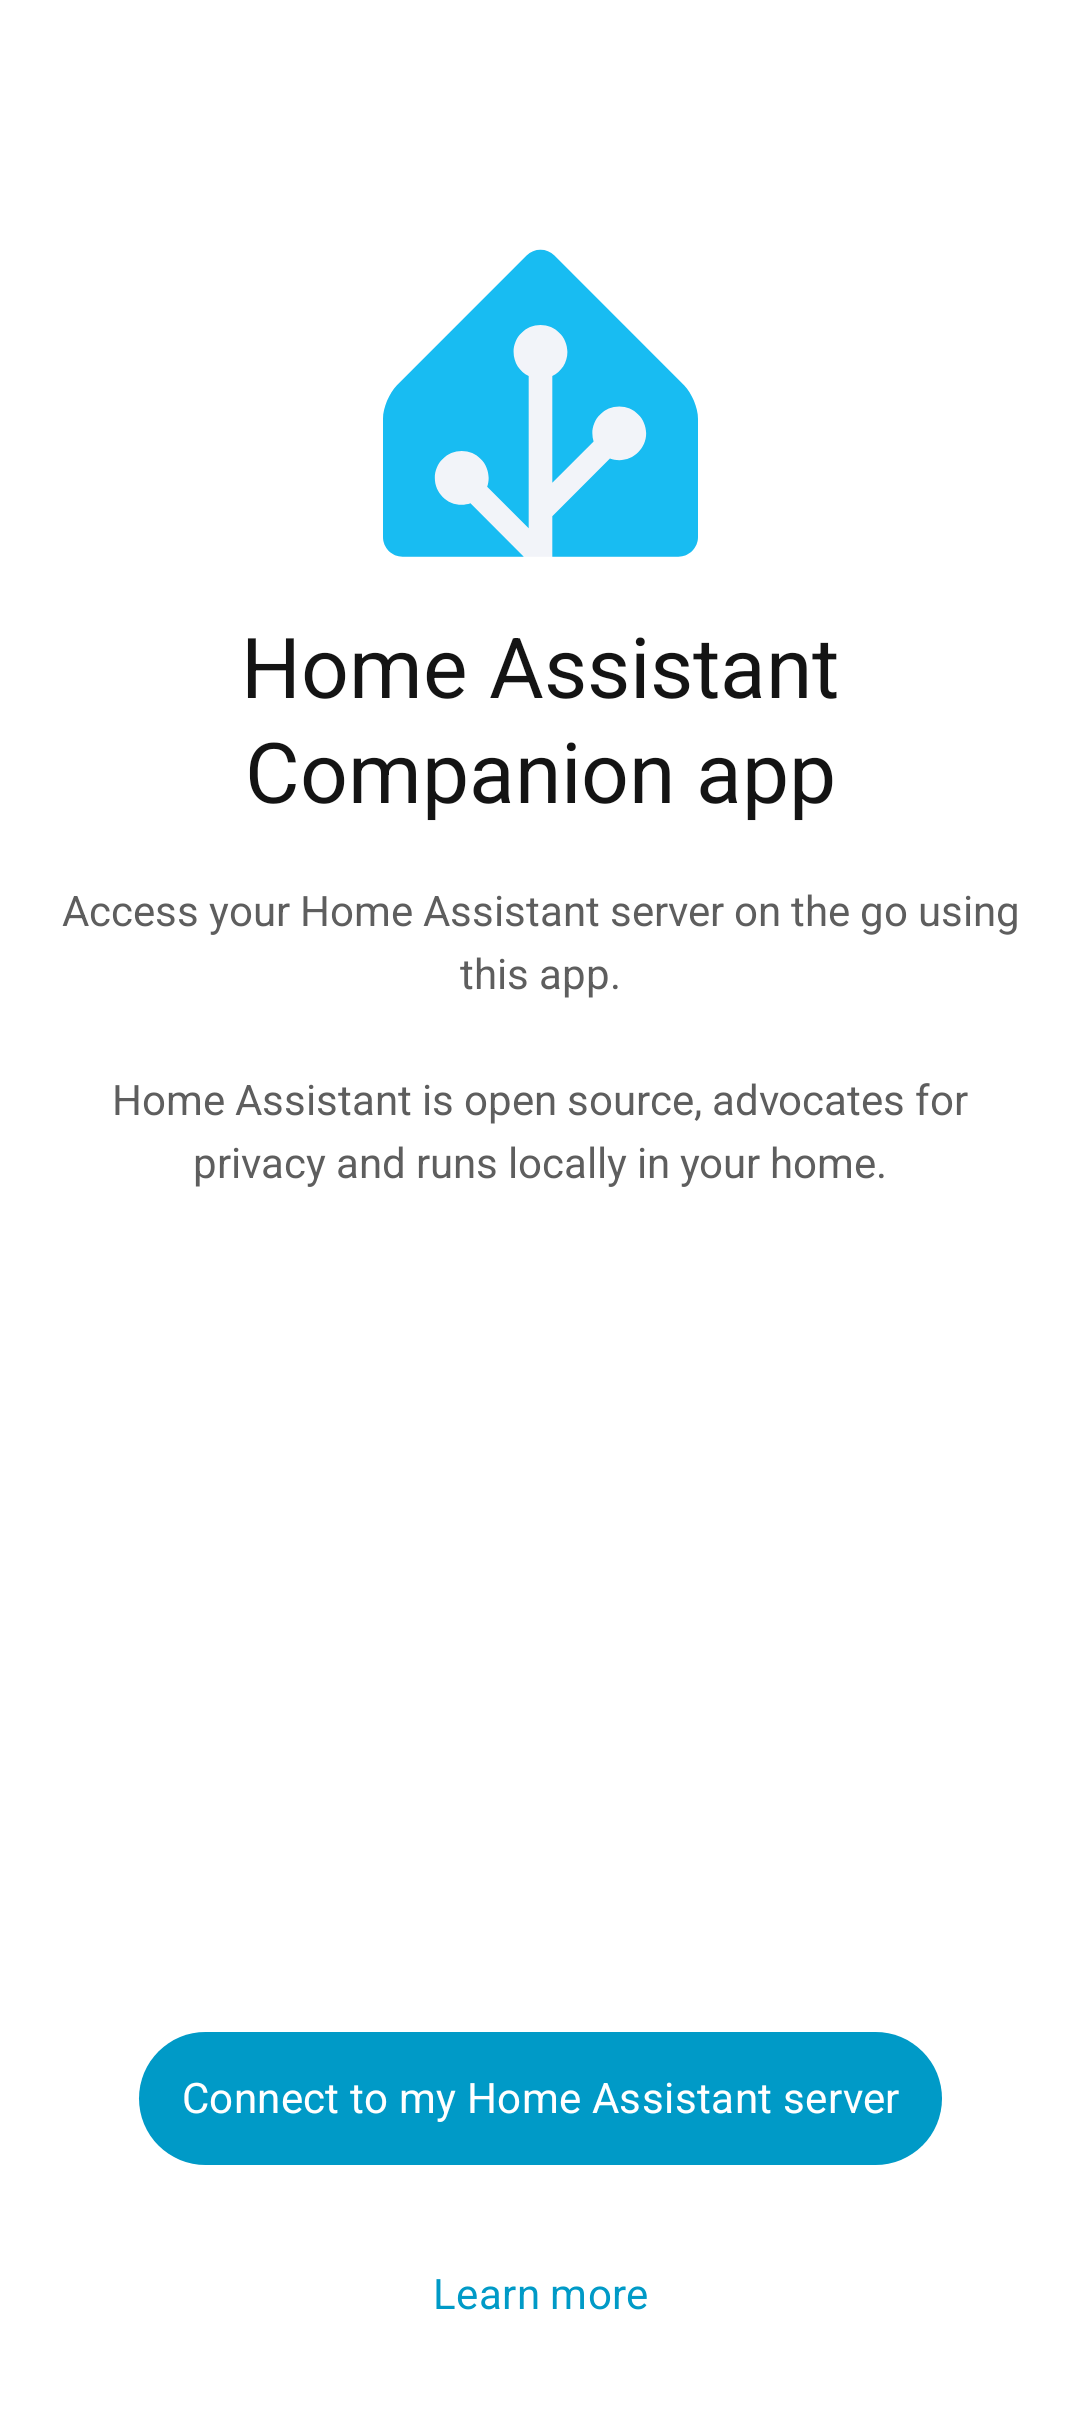 Home Assistant
Companion app
Access your Home Assistant server on the go using
this app.
Home Assistant is open source, advocates for
privacy and runs locally in your home.
Connect to my Home Assistant server
Learn more